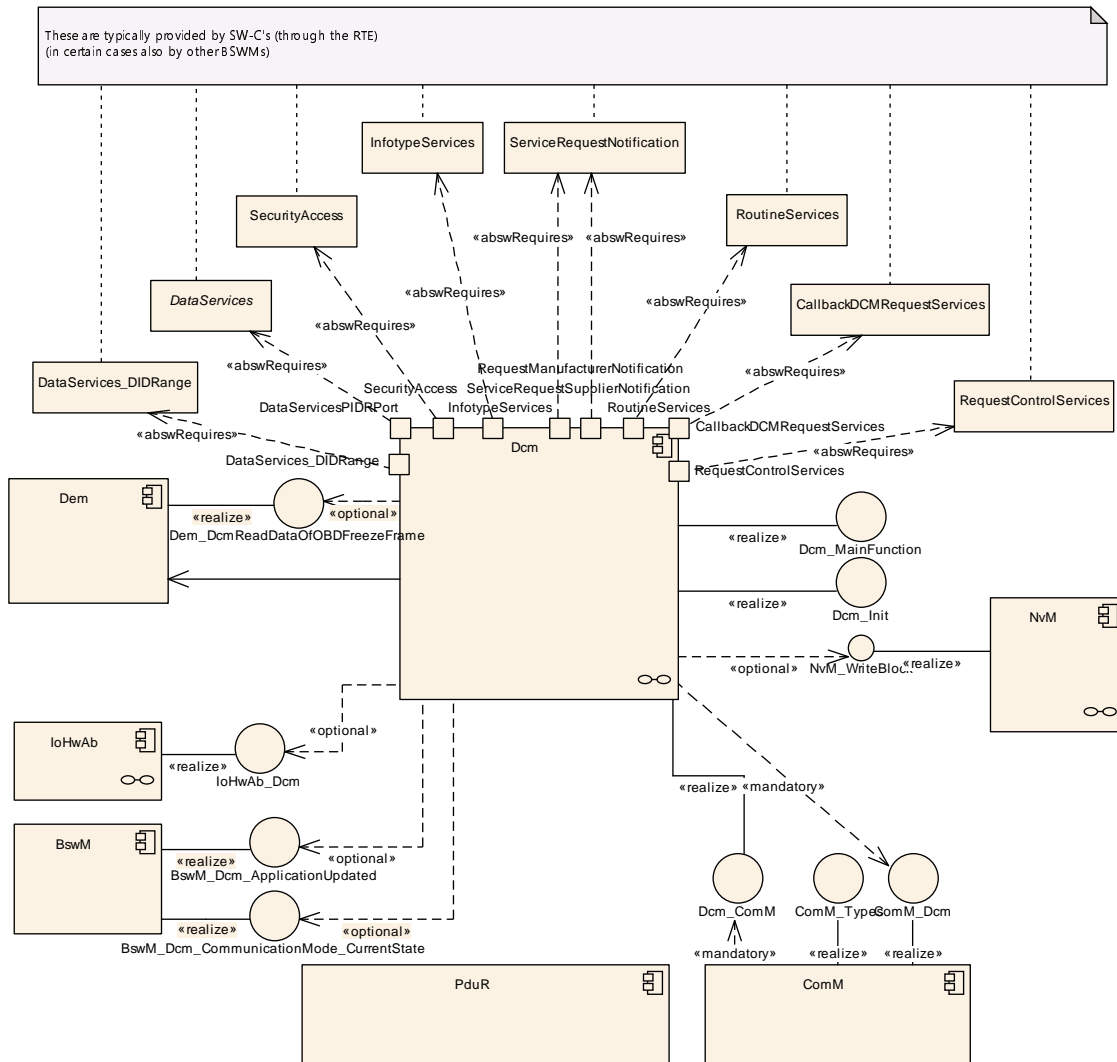 These are typically provided by SW-C's (through the RTE)
(in certain cases also by other BSWMs)
InfotypeServices
ServiceRequestNotification
SecurityAccess
RoutineServices
«abswRequires»
«abswRequires»
DataServices
CallbackDCMRequestServices
«abswRequires»
«abswRequires»
«abswRequires»
«abswRequires»
«abswRequires»
«abswRequires»
RequestManufacturerNotification
DataServices_DIDRange
SecurityAccess
ServiceRequestSupplierNotification
RequestControlServices
DataServicesPIDRPort
InfotypeServices
RoutineServices
CallbackDCMRequestServices
«abswRequires»
Dcm
«abswRequires»
DataServices_DIDRange
RequestControlServices
Dem
«realize»
«optional»
Dem_DcmReadDataOfOBDFreezeFrame
«realize»
Dcm_MainFunction
«realize»
Dcm_Init
NvM
«optional»
NvM_WriteBlock
«realize»
IoHwAb
«optional»
«realize»
IoHwAb_Dcm
«realize»
«mandatory»
BswM
«realize»
«optional»
BswM_Dcm_ApplicationUpdated
Dcm_ComM
ComM_Types
ComM_Dcm
«realize»
«optional»
BswM_Dcm_CommunicationMode_CurrentState
«mandatory»
«realize»
«realize»
PduR
ComM